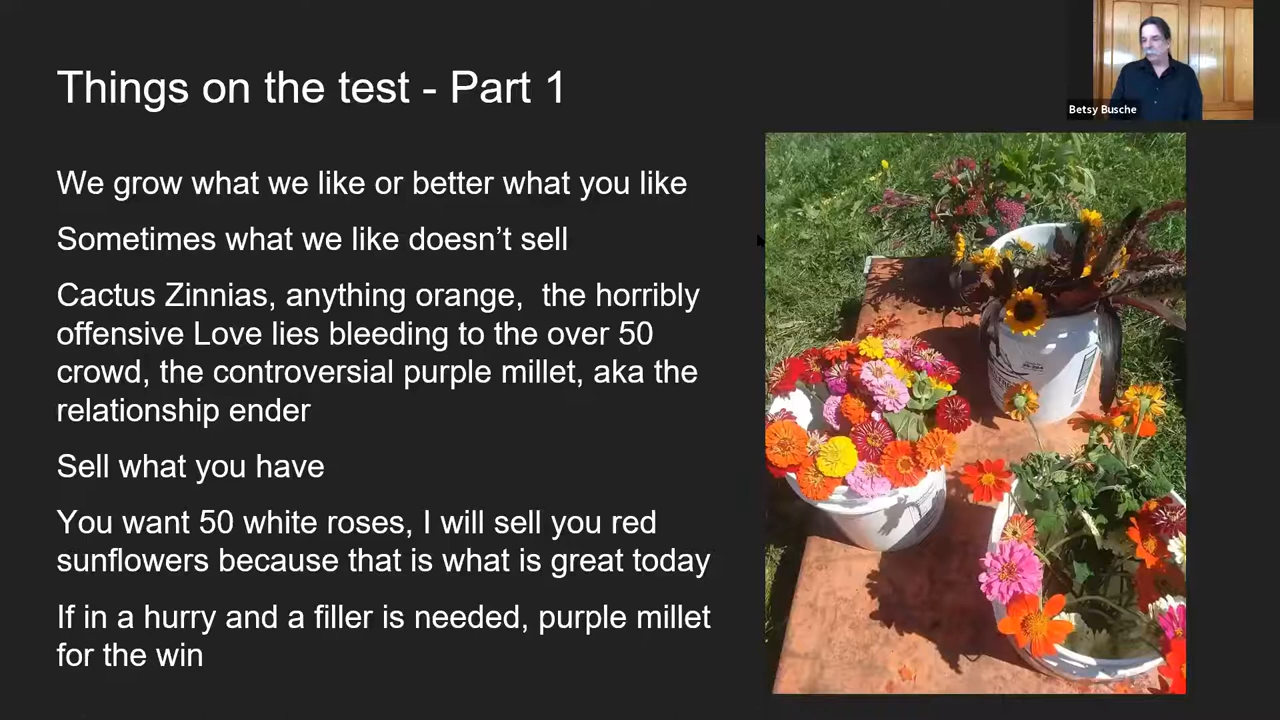 Things on the test - Part 1
Betsy Busche
We grow what we like or better what you like
Sometimes what we like doesn’t sell
Cactus Zinnias, anything orange,  the horribly
offensive Love lies bleeding to the over 50
crowd, the controversial purple millet, aka the
relationship ender
Sell what you have
You want 50 white roses, I will sell you red
sunflowers because that is what is great today
If in a hurry and a filler is needed, purple millet
for the win